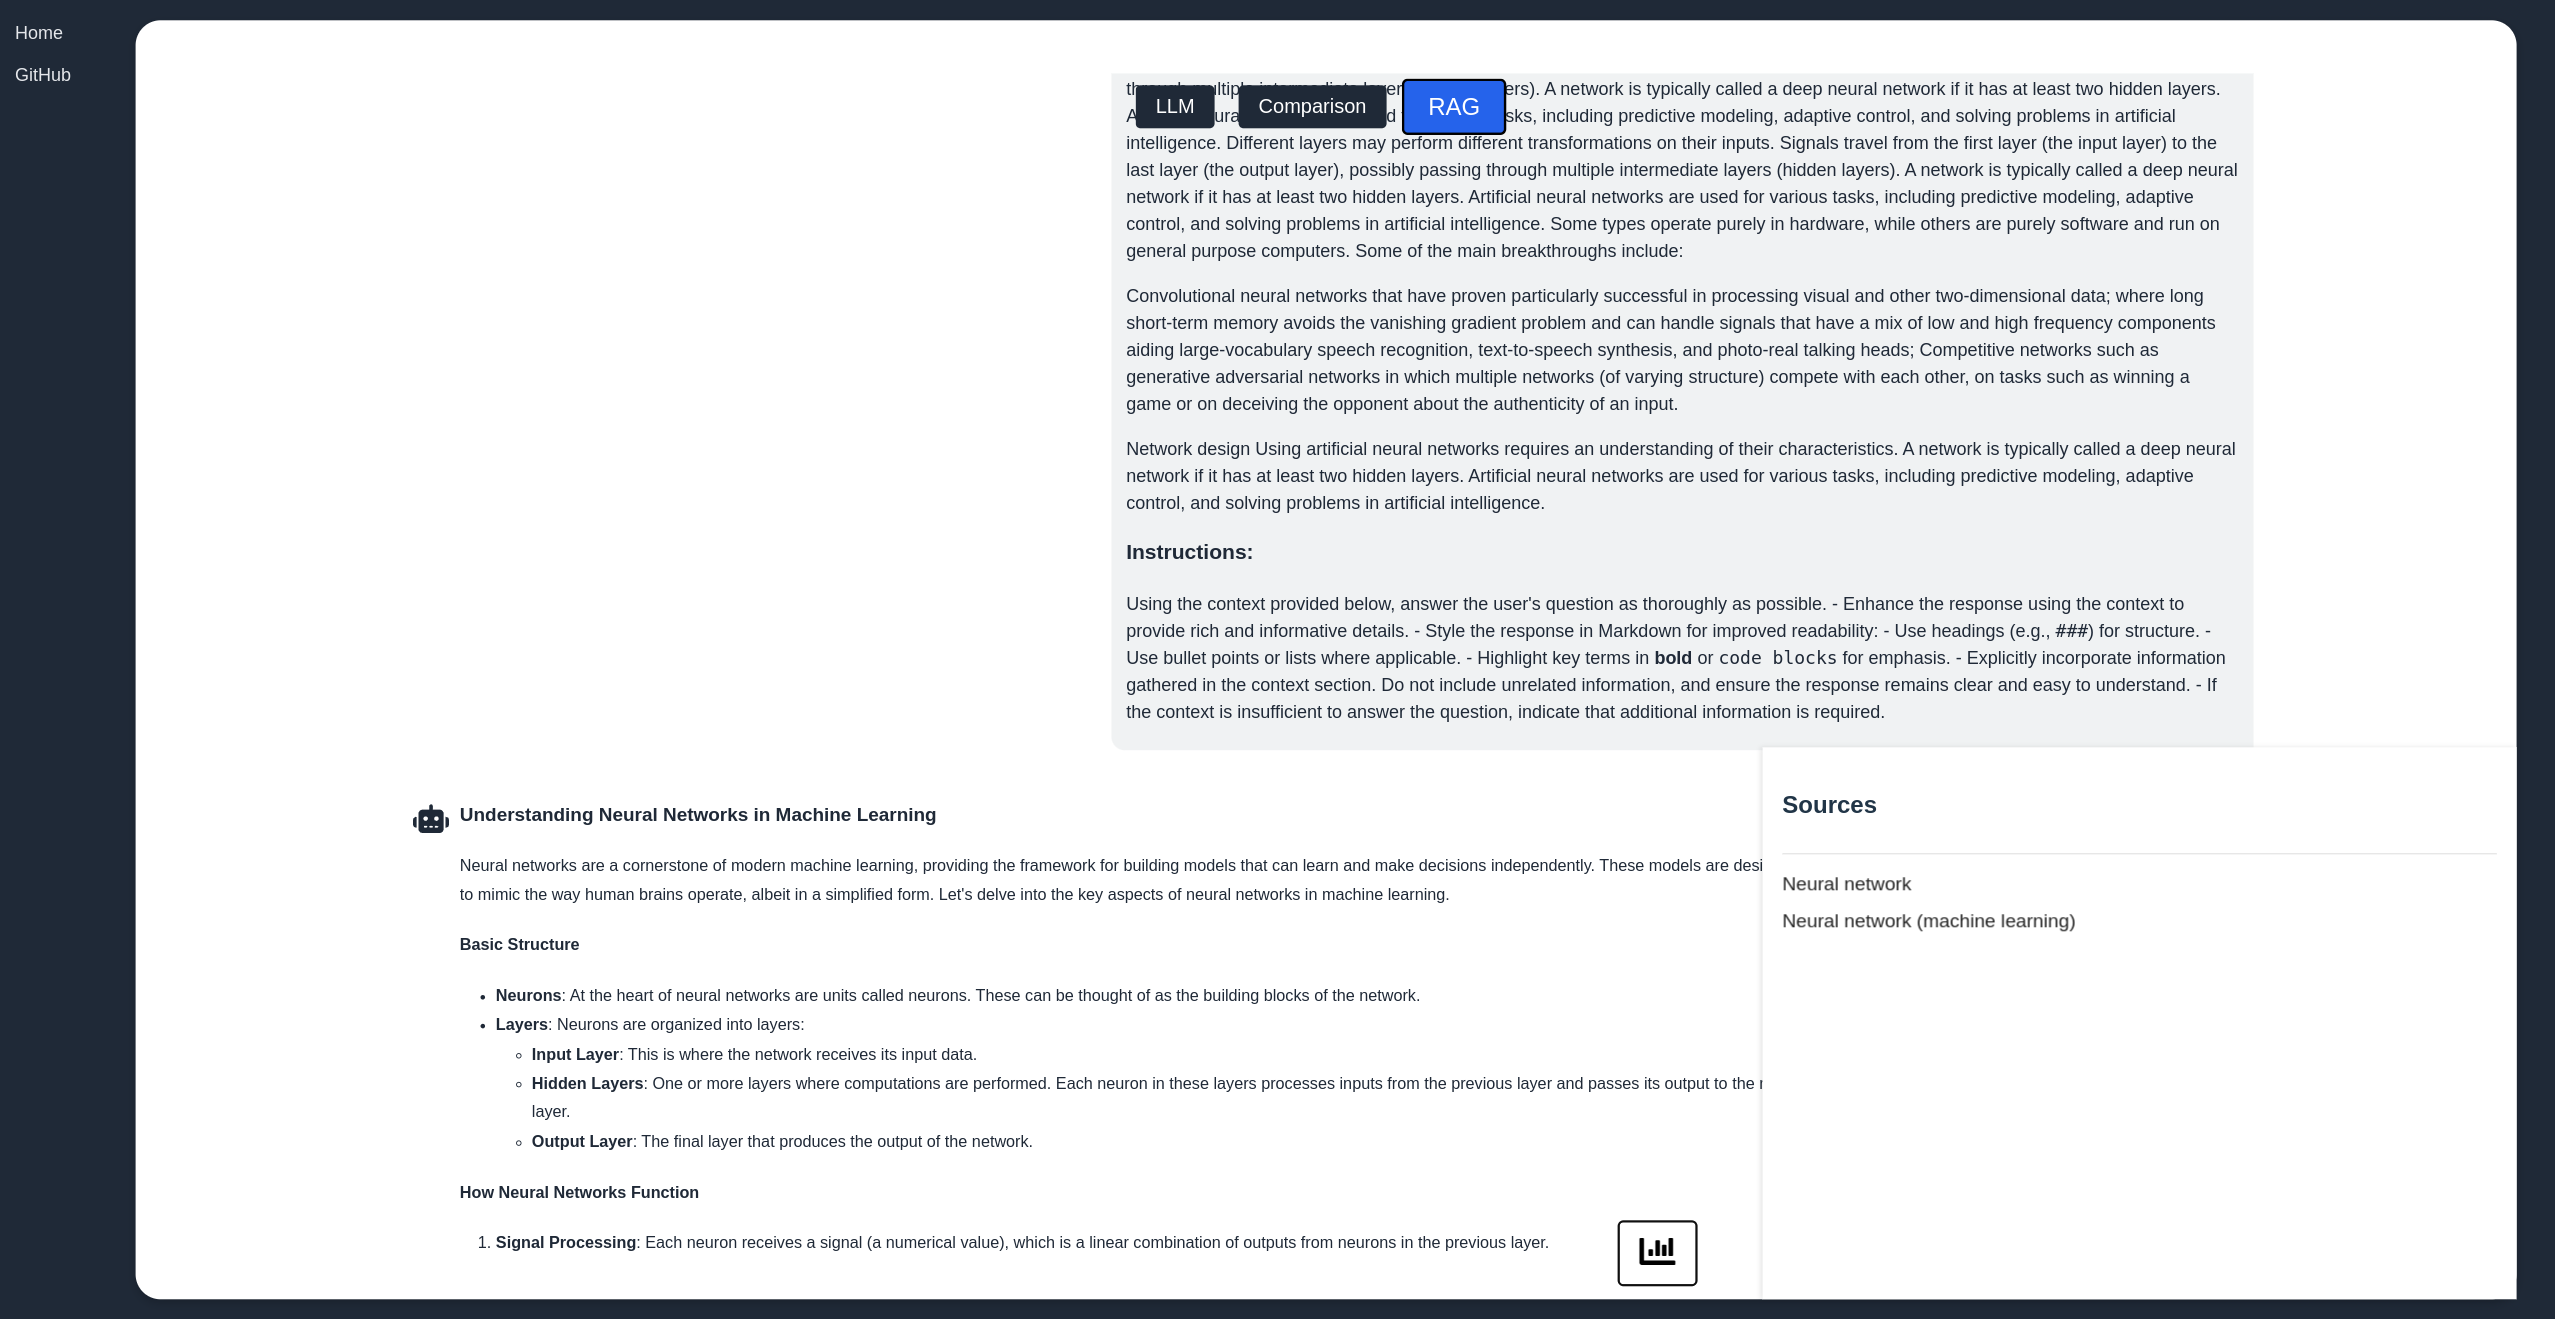 Home
GitHub
LLM
Comparison
RAG
A network is typically called a deep neural network if it has at least two hidden layers.
including predictive modeling, adaptive control, and solving problems in artificial
intelligence. Different layers may perform different transformations on their inputs. Signals travel from the first layer (the input layer) to the
last layer (the output layer), possibly passing through multiple intermediate layers (hidden layers). A network is typically called a deep neural
network if it has at least two hidden layers. Artificial neural networks are used for various tasks, including predictive modeling, adaptive
control, and solving problems in artificial intelligence. Some types operate purely in hardware, while others are purely software and run on
general purpose computers. Some of the main breakthroughs include:
Convolutional neural networks that have proven particularly successful in processing visual and other two-dimensional data; where long
short-term memory avoids the vanishing gradient problem and can handle signals that have a mix of low and high frequency components
aiding large-vocabulary speech recognition, text-to-speech synthesis, and photo-real talking heads; Competitive networks such as
generative adversarial networks in which multiple networks (of varying structure) compete with each other, on tasks such as winning a
game or on deceiving the opponent about the authenticity of an input.
Network design Using artificial neural networks requires an understanding of their characteristics. A network is typically called a deep neural
network if it has at least two hidden layers. Artificial neural networks are used for various tasks, including predictive modeling, adaptive
control, and solving problems in artificial intelligence.
Instructions:
Using the context provided below, answer the user's question as thoroughly as possible. - Enhance the response using the context to
provide rich and informative details. - Style the response in Markdown for improved readability: - Use headings (e.g., ###) for structure. -
Use bullet points or lists where applicable. - Highlight key terms in bold or code blocks for emphasis. - Explicitly incorporate information
gathered in the context section. Do not include unrelated information, and ensure the response remains clear and easy to understand. - If
the context is insufficient to answer the question, indicate that additional information is required.
Understanding Neural Networks in Machine Learning
Neural networks are a cornerstone of modern machine learning, providing the framework for building models that can learn and make decisions independently. These models are
to mimic the way human brains operate, albeit in a simplified form. Let's delve into the key aspects of neural networks in machine learning.
Basic Structure
• Neurons: At the heart of neural networks are units called neurons. These can be thought of as the building blocks of the network.
• Layers: Neurons are organized into layers:
◦ Input Layer: This is where the network receives its input data.
◦ Hidden Layers: One or more layers where computations are performed. Each neuron in these layers processes inputs from the previous layer and passes its output to the
layer.
◦ Output Layer: The final layer that produces the output of the network.
How Neural Networks Function
1. Signal Processing: Each neuron receives a signal (a numerical value), which is a linear combination of outputs from neurons in the previous layer.
Sources
Neural network
Neural network (machine learning)